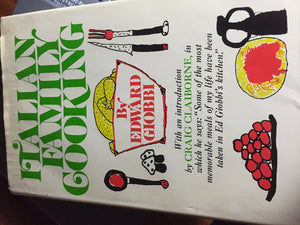 ITALIAN
FAMILY
COOKING
BY
EDWARD
GIOBBI
With an introduction
by CRAIG CLAIBORNE, in
which he says: "Some of the most
memorable meals of my life have been
taken in Ed Giobbi's kitchen."